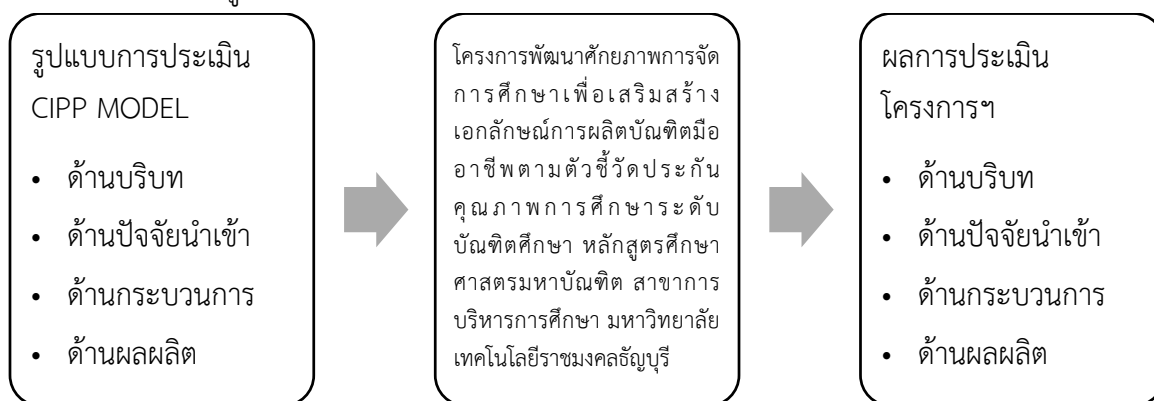 รูปแบบการประเมิน
CIPP MODEL
• ด้านบริบท
• ด้านปัจจัยนำเข้า
• ด้านกระบวนการ
• ด้านผลผลิต
โครงการพัฒนาศักยภาพการจัด
การศึกษาเพื่อเสริมสร้าง
เอกลักษณ์การผลิตบัณฑิตมือ
อาชีพตามตัวชี้วัดประกัน
คุณภาพการศึกษาระดับ
บัณฑิตศึกษา หลักสูตรศึกษา
ศาสตรมหาบัณฑิต สาขาการ
บริหารการศึกษา มหาวิทยาลัย
เทคโนโลยีราชมงคลธัญบุรี
ผลการประเมิน
โครงการฯ
• ด้านบริบท
• ด้านปัจจัยนำเข้า
• ด้านกระบวนการ
• ด้านผลผลิต